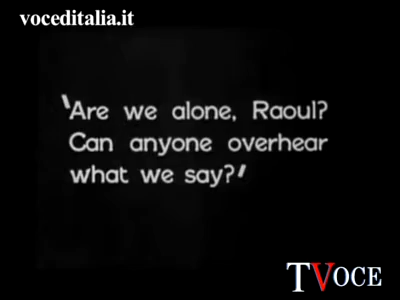 voceditalia.it
'Are we alone, Raoul?
Can anyone overhear
what we say?'
TVOCE